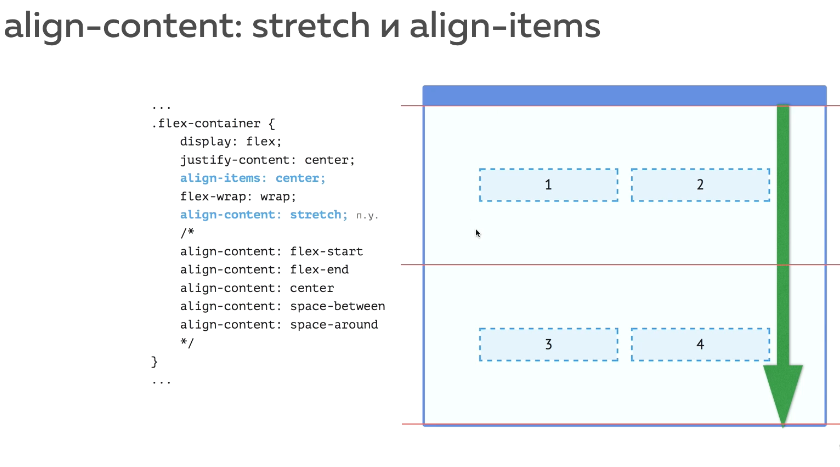 align-content: stretch и align-items
...
.flex-container {
display: flex;
justify-content: center;
align-items: center;
flex-wrap: wrap;
align-content: stretch; n.y.
/*
align-content: flex-start
align-content: flex-end
align-content: center
align-content: space-between
align-content: space-around
*/
}
...
1 2
3 4